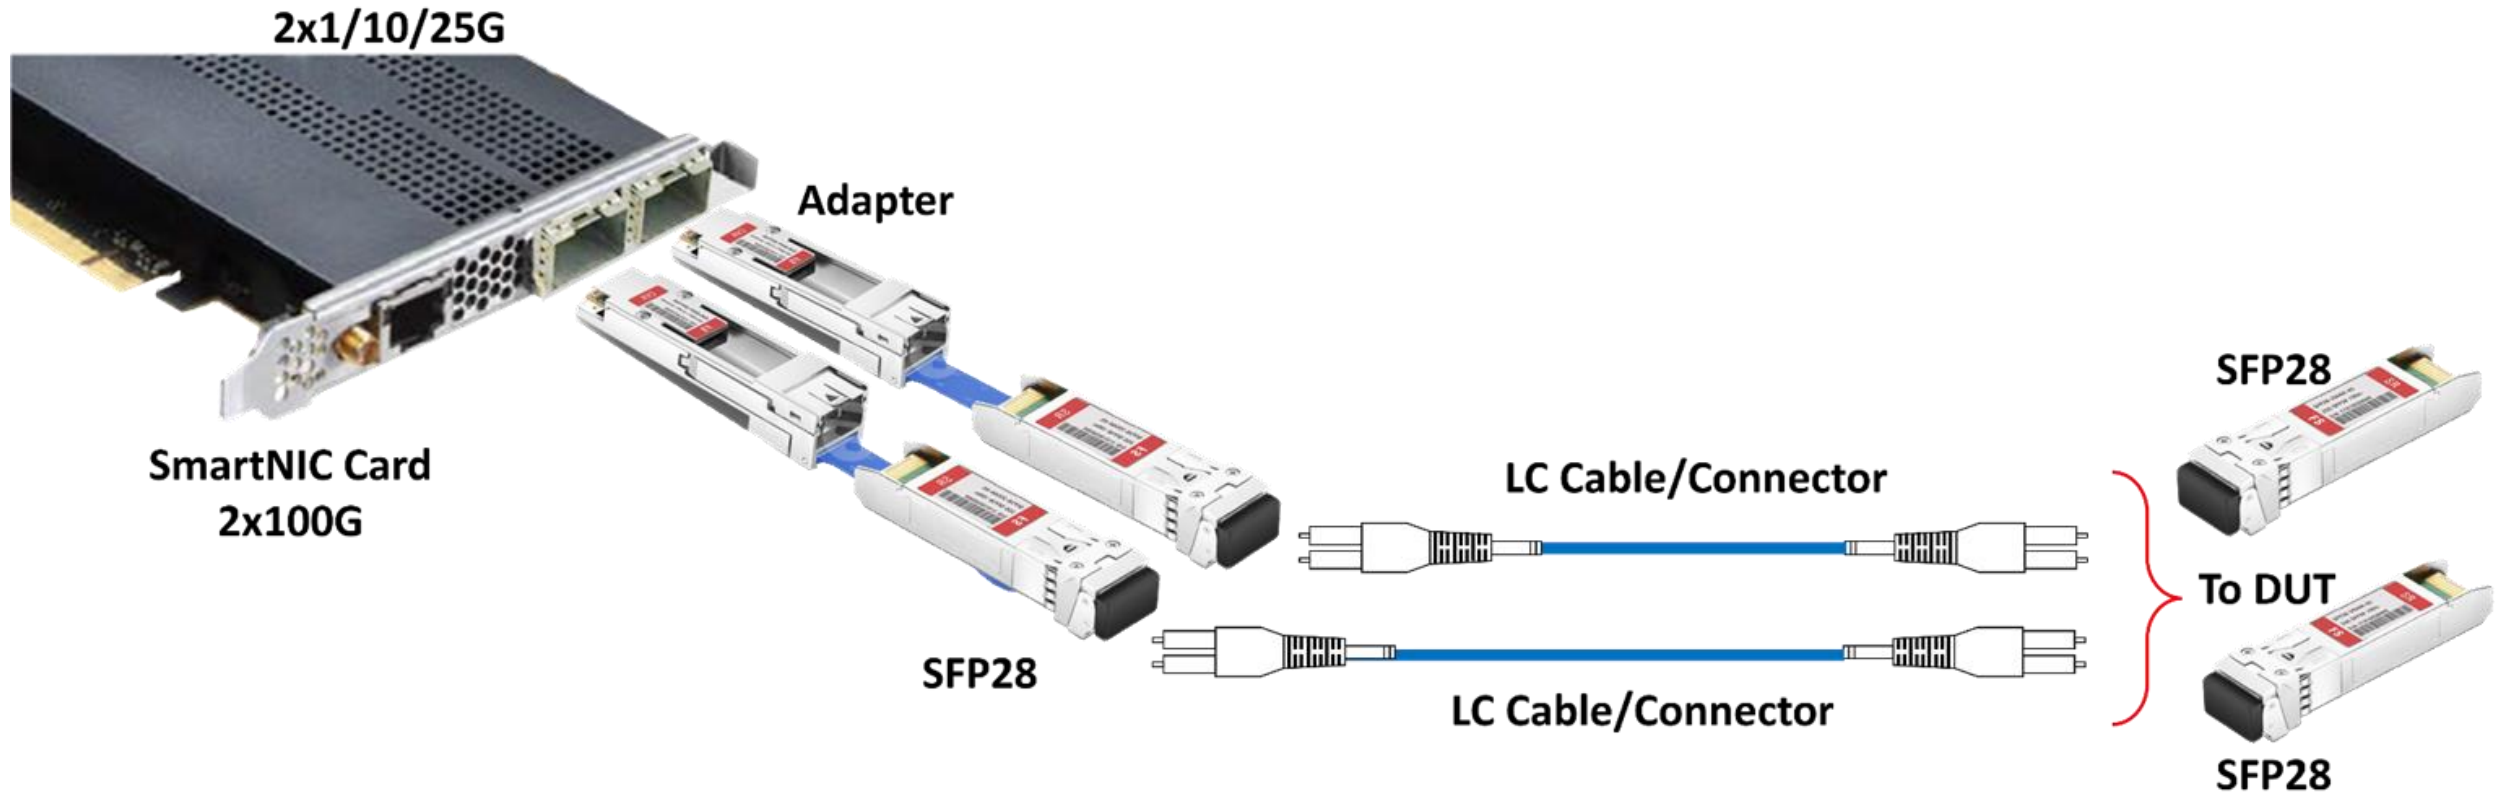 2x1/10/25G
Adapter
SmartNIC Card
2x100G
SFP28
LC Cable/Connector
LC Cable/Connector
SFP28
To DUT
SFP28